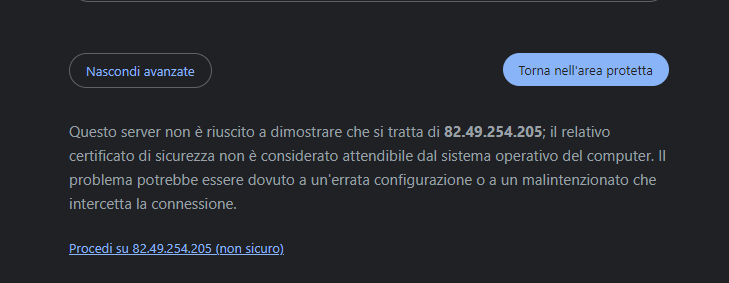 Nascondi avanzate
Torna nell'area protetta
Questo server non è riuscito a dimostrare che si tratta di 82.49.254.205; il relativo
certificato di sicurezza non è considerato attendibile dal sistema operativo del computer. Il
problema potrebbe essere dovuto a un'errata configurazione o a un malintenzionato che
intercetta la connessione.
Procedi su 82.49.254.205 (non sicuro)